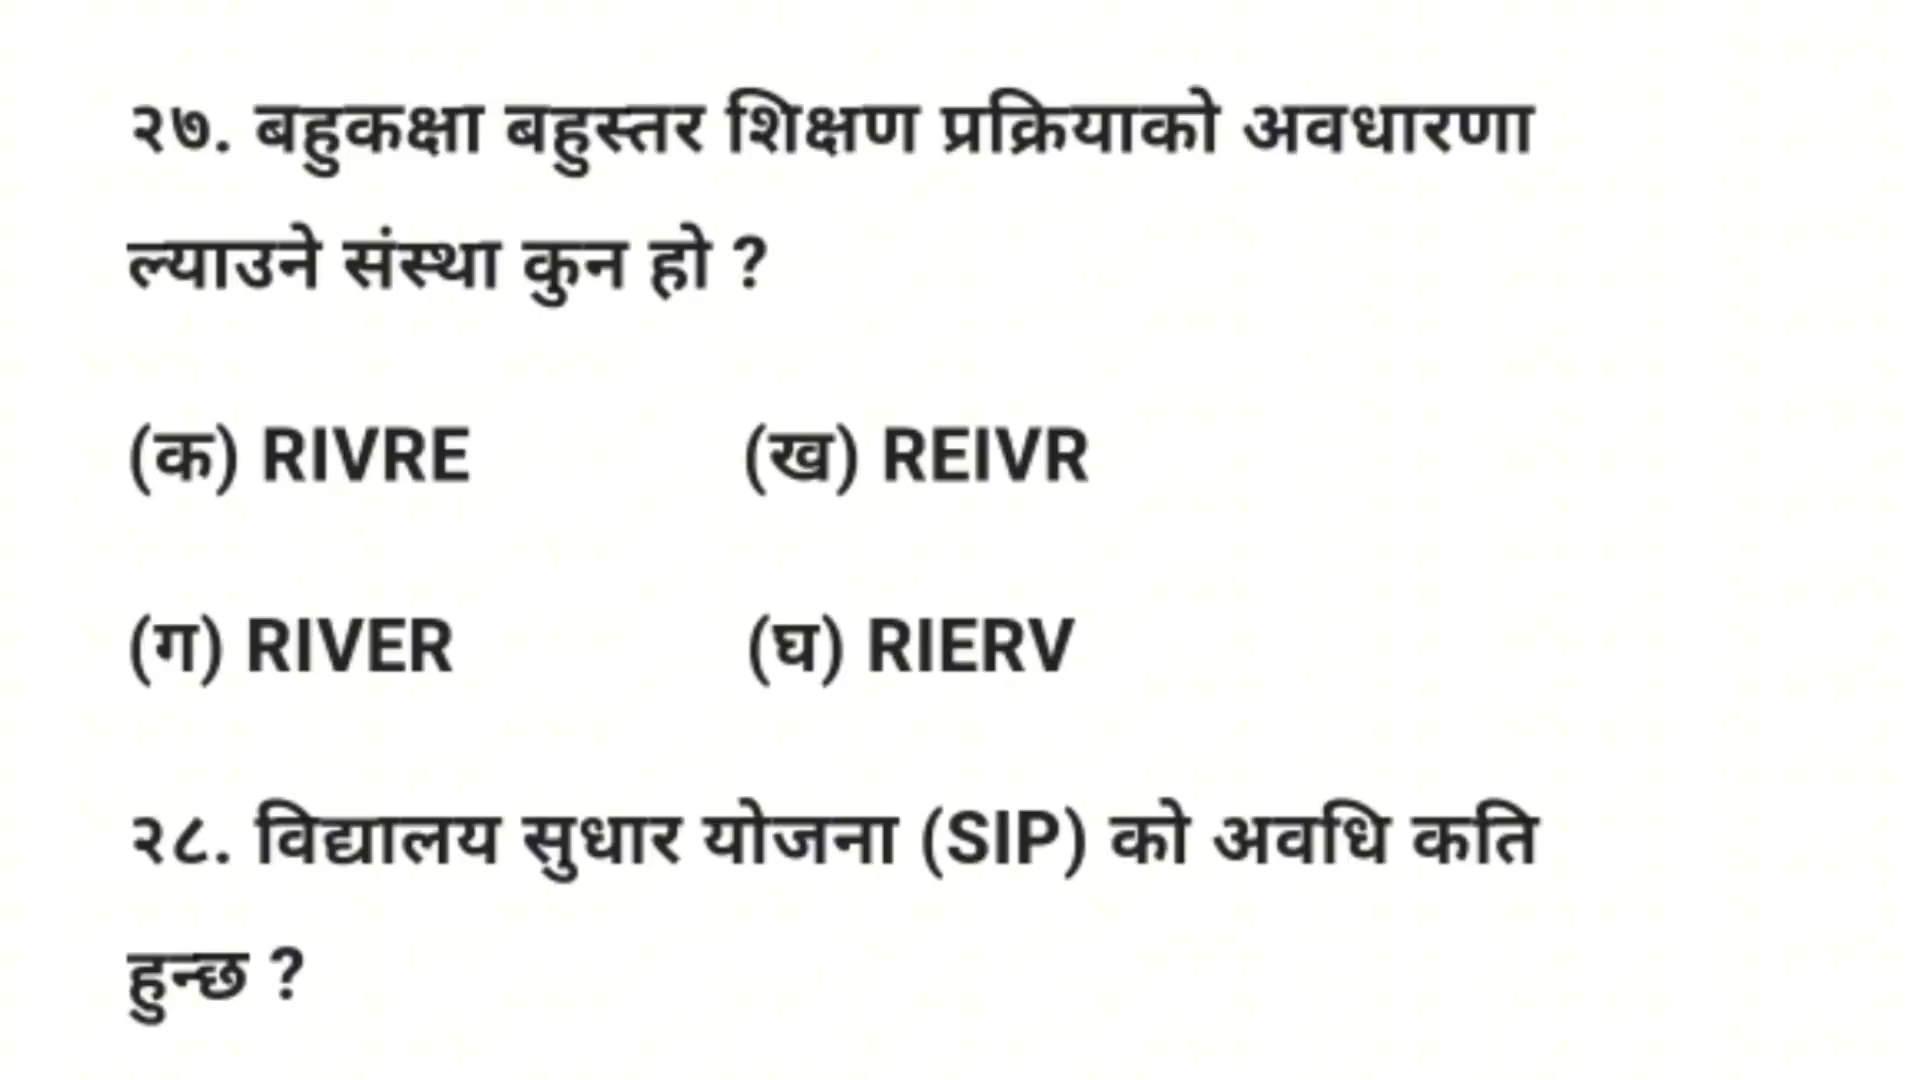 २७. बहुकक्षा बहुस्तर शिक्षण प्रक्रियाको अवधारणा
ल्याउने संस्था कुन हो ?
(क) RIVRE (ख) REIVR
(ग) RIVER (घ) RIERV
२८. विद्यालय सुधार योजना (SIP) को अवधि कति
हुन्छ ?